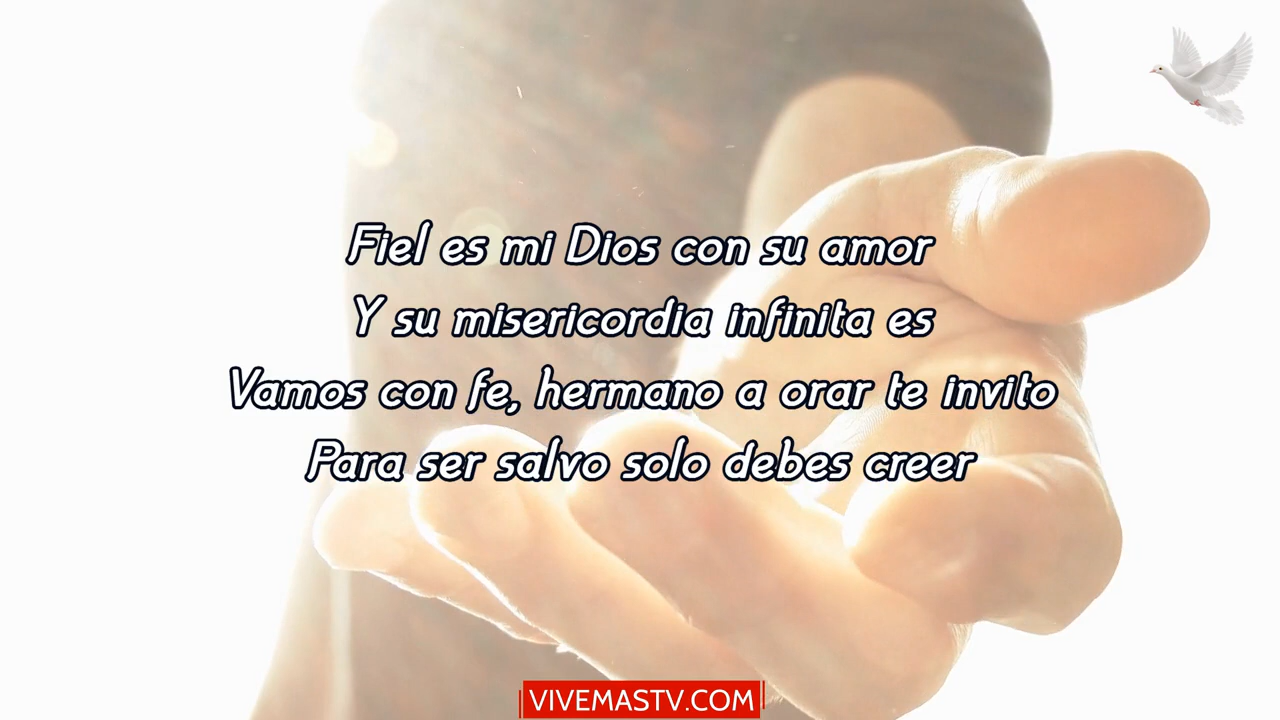 Fiel es mi Dios con su amor
Y su misericordia infinita es
Vamos con fe, hermano a orar te invito
Para ser salvo solo debes creer
VIVEMASTV.COM